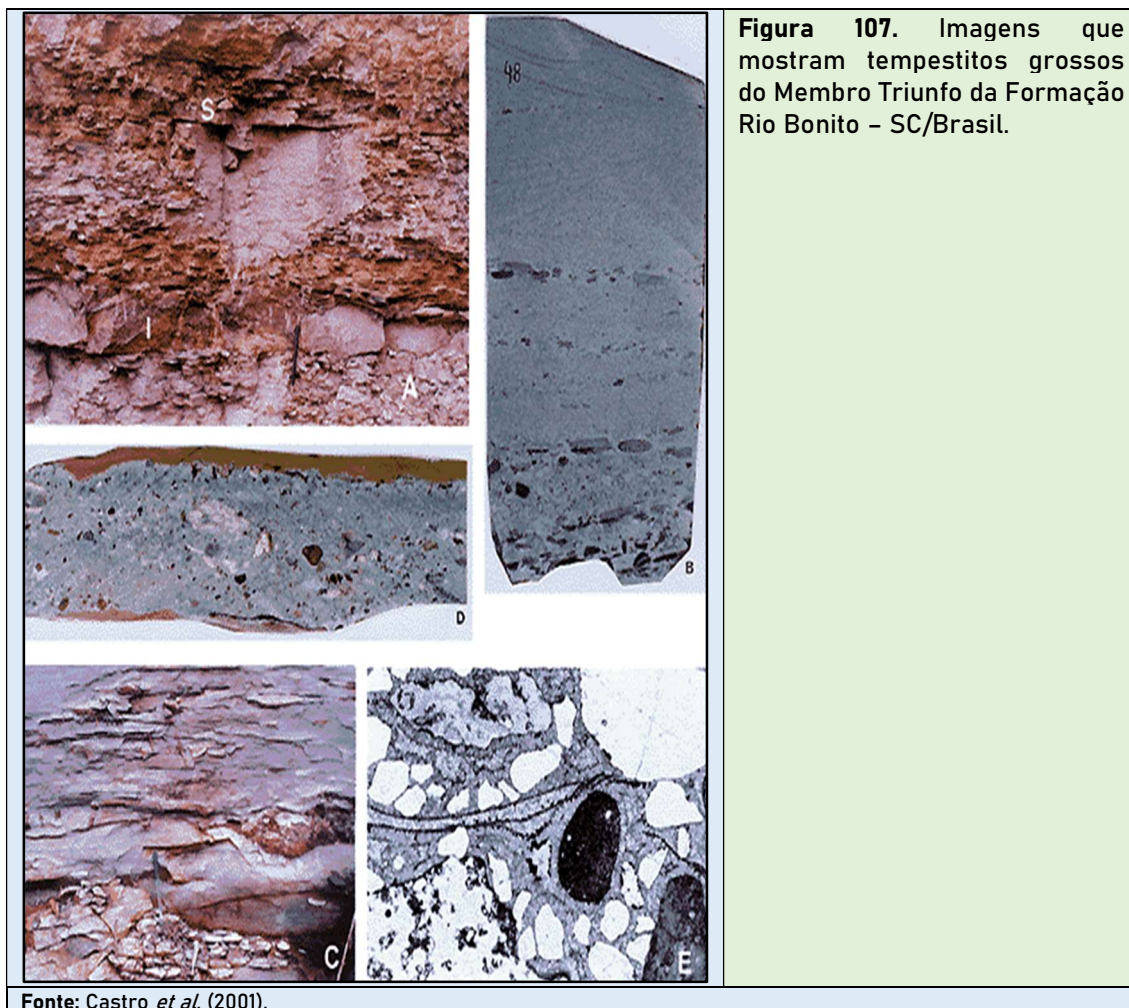 Figura 107. Imagens que
mostram tempestitos grossos
do Membro Triunfo da Formação
Rio Bonito – SC/Brasil.
S
I
A
48
B
D
C
E
Fonte: Castro et al. (2001).